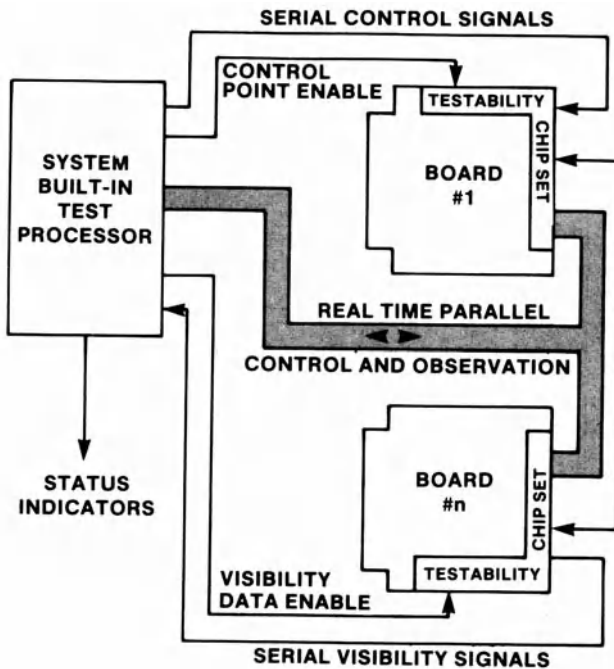 SERIAL CONTROL SIGNALS
CONTROL
POINT ENABLE
TESTABILITY
CHIP SET
BOARD
#1
SYSTEM
BUILT-IN
TEST
PROCESSOR
REAL TIME PARALLEL
CONTROL AND OBSERVATION
STATUS
INDICATORS
BOARD
#n
CHIP SET
TESTABILITY
VISIBILITY
DATA ENABLE
SERIAL VISIBILITY SIGNALS